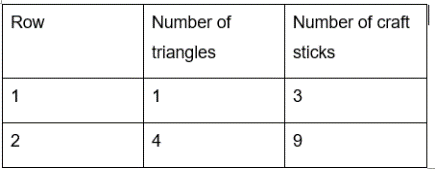 Row
Number of
triangles
Number of craft
sticks
1
1
3
2
4
9